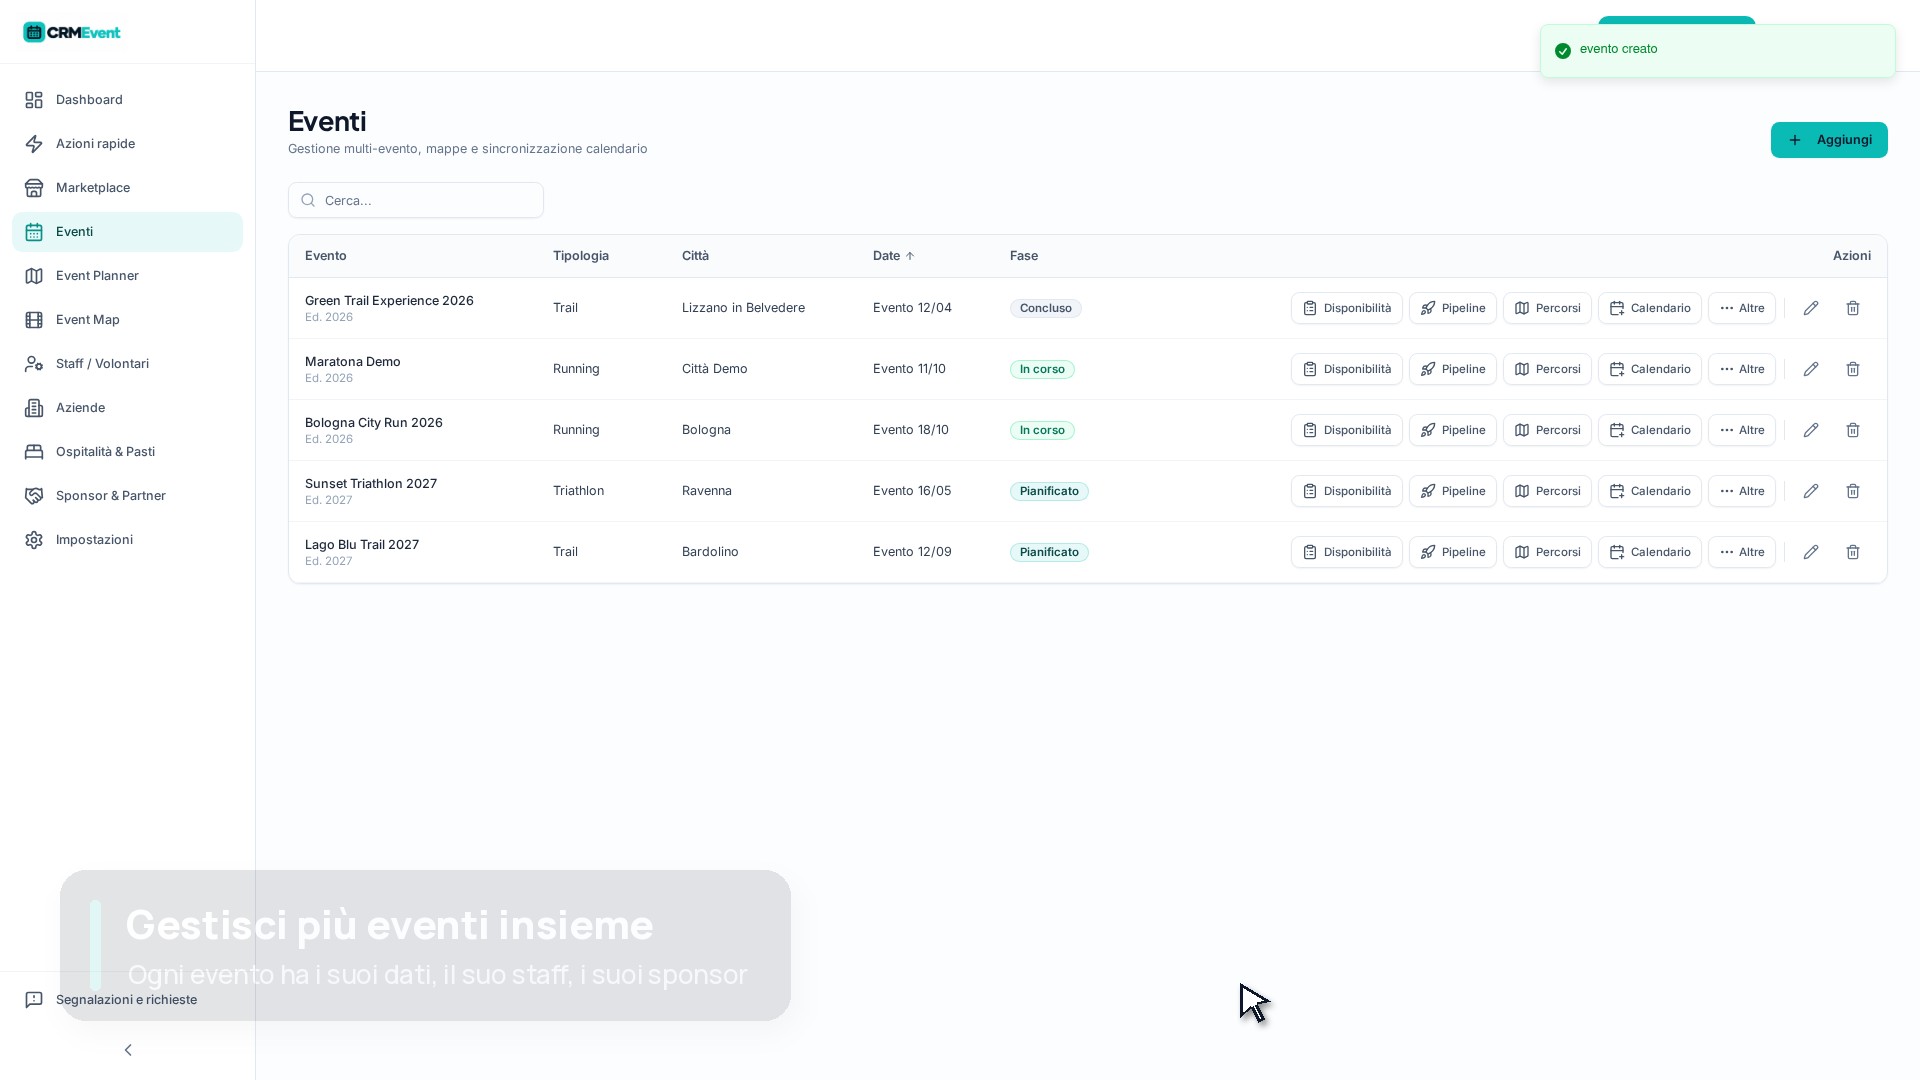 CRMEvent
evento creato
Dashboard
Azioni rapide
Marketplace
Eventi
Event Planner
Event Map
Staff / Volontari
Aziende
Ospitalità & Pasti
Sponsor & Partner
Impostazioni
Eventi
Gestione multi-evento, mappe e sincronizzazione calendario
Aggiungi
Cerca...
Evento Tipologia Città Date Fase Azioni
Green Trail Experience 2026 Trail Lizzano in Belvedere Evento 12/04 Concluso Disponibilità Pipeline Percorsi Calendario Altre
Ed. 2026
Maratona Demo Running Città Demo Evento 11/10 In corso Disponibilità Pipeline Percorsi Calendario Altre
Ed. 2026
Bologna City Run 2026 Running Bologna Evento 18/10 In corso Disponibilità Pipeline Percorsi Calendario Altre
Ed. 2026
Sunset Triathlon 2027 Triathlon Ravenna Evento 16/05 Pianificato Disponibilità Pipeline Percorsi Calendario Altre
Ed. 2027
Lago Blu Trail 2027 Trail Bardolino Evento 12/09 Pianificato Disponibilità Pipeline Percorsi Calendario Altre
Ed. 2027
Gestisci più eventi insieme
Ogni evento ha i suoi dati, il suo staff, i suoi sponsor
Segnalazioni e richieste